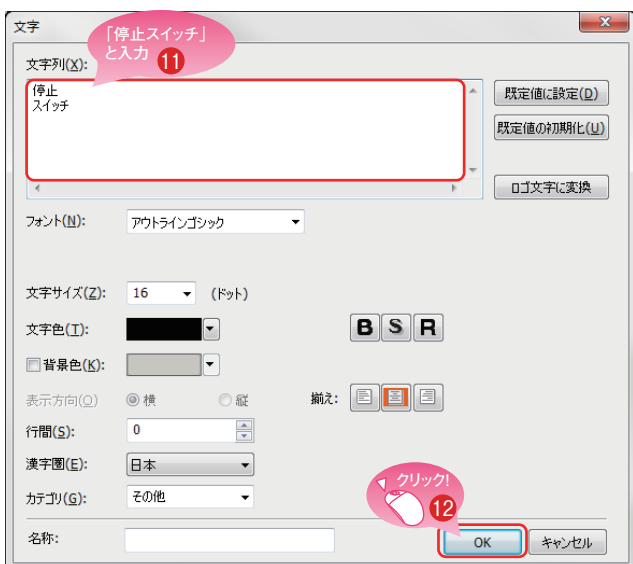 文字
「停止スイッチ」
と入力 11
文字列(X):
停止
スイッチ
既定値に設定(D)
既定値の初期化(U)
ロゴ文字に変換
フォント(N): アウトラインゴシック
文字サイズ(Z): 16 (ドット)
文字色(T): B S R
背景色(K):
表示方向(O) 横 縦 揃え:
行間(S): 0
漢字圏(E): 日本
カテゴリ(G): その他
クリック!
12
名称:
OK キャンセル